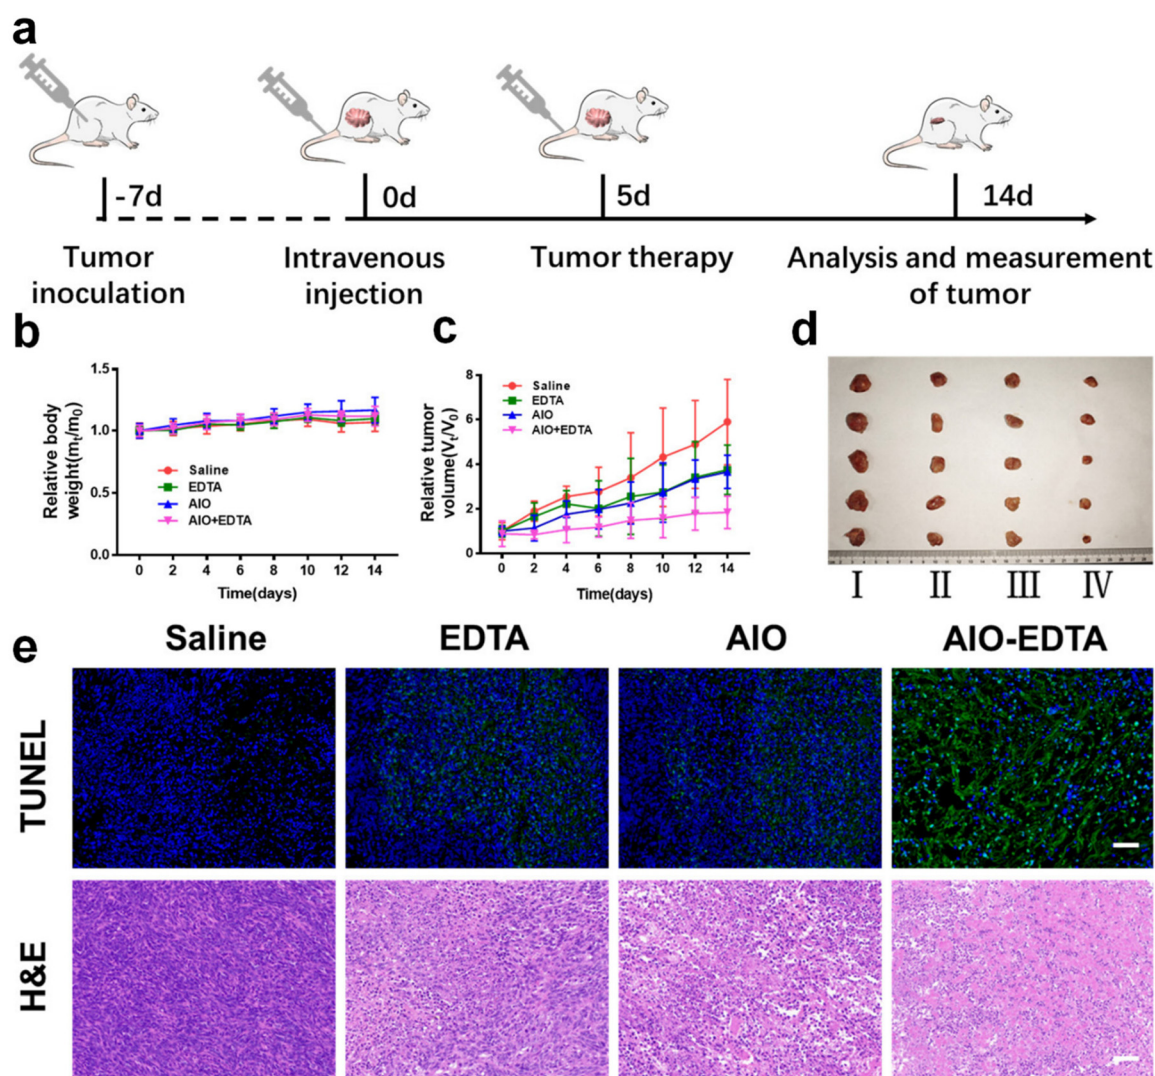 a
-7d
0d
5d
14d
Tumor
inoculation
Intravenous
injection
Tumor therapy
Analysis and measurement
of tumor
b
Relative body
weight(mt/m0)
1.5
1.0
0.5
0.0
Saline
EDTA
AIO
AIO+EDTA
0 2 4 6 8 10 12 14
Time(days)
c
Relative tumor
volume(Vt/V0)
8
6
4
2
0
Saline
EDTA
AIO
AIO+EDTA
0 2 4 6 8 10 12 14
Time(days)
d
I II III IV
e
Saline EDTA AIO AIO-EDTA
TUNEL
H&E